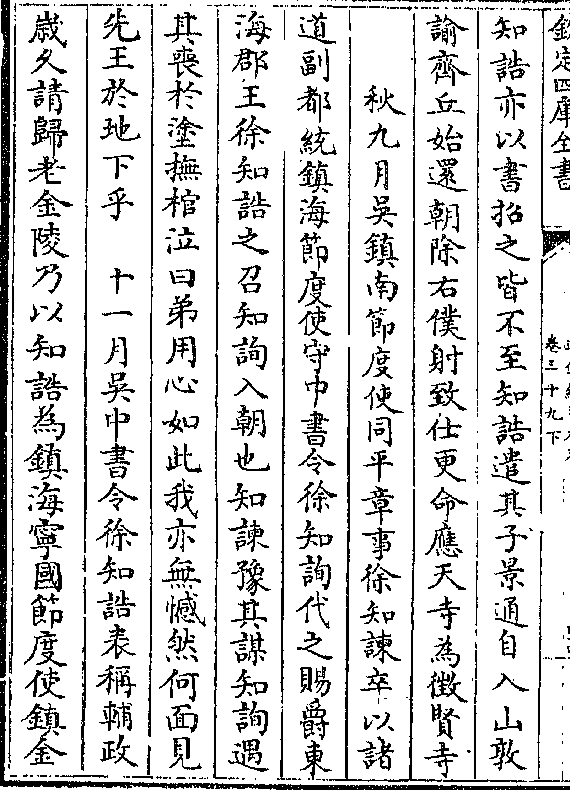 欽定四庫全書
卷三十九下
知誥亦以書招之皆不至知誥遣其子景通自入山敦
諭齊丘始還朝除右僕射致仕更命應天寺為徵賢寺
秋九月吳鎮南節度使同平章事徐知諫卒以諸
道副都統鎮海節度使守中書令徐知詢代之賜爵東
海郡王徐知誥之召知詢入朝也知諫豫其謀知詢遇
其喪於塗撫棺泣曰弟用心如此我亦無憾然何面見
先王於地下乎 十一月吳中書令徐知誥表稱輔政
歳久請歸老金陵乃以知誥為鎮海寧國節度使鎮金